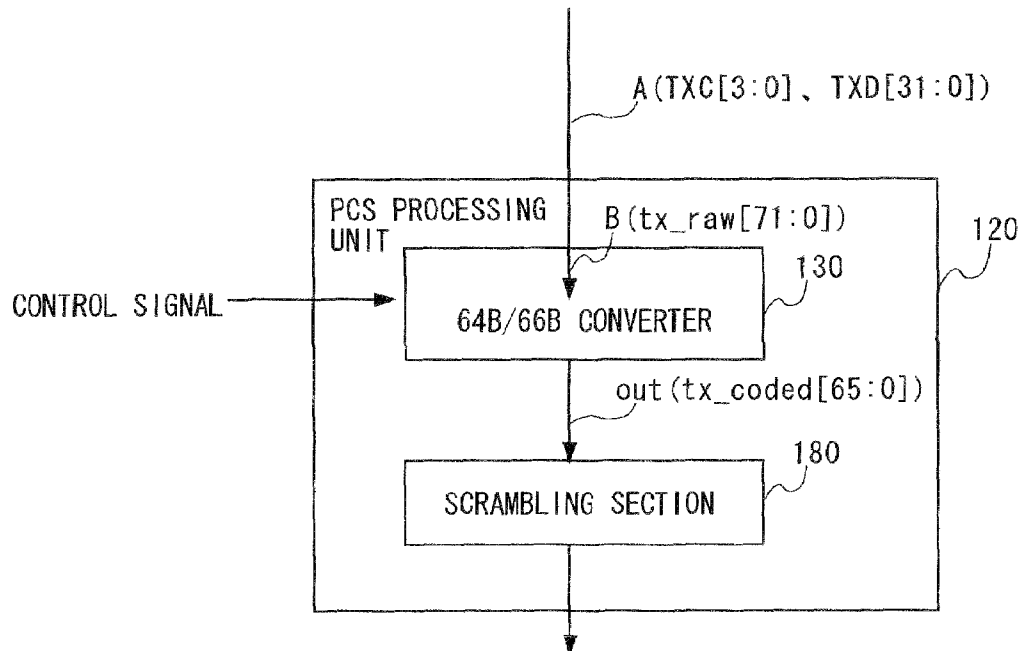 A(TXC[3:0]、TXD[31:0])
PCS PROCESSING
UNIT
B(tx_raw[71:0])
120
130
CONTROL SIGNAL
64B/66B CONVERTER
out(tx_coded[65:0])
180
SCRAMBLING SECTION